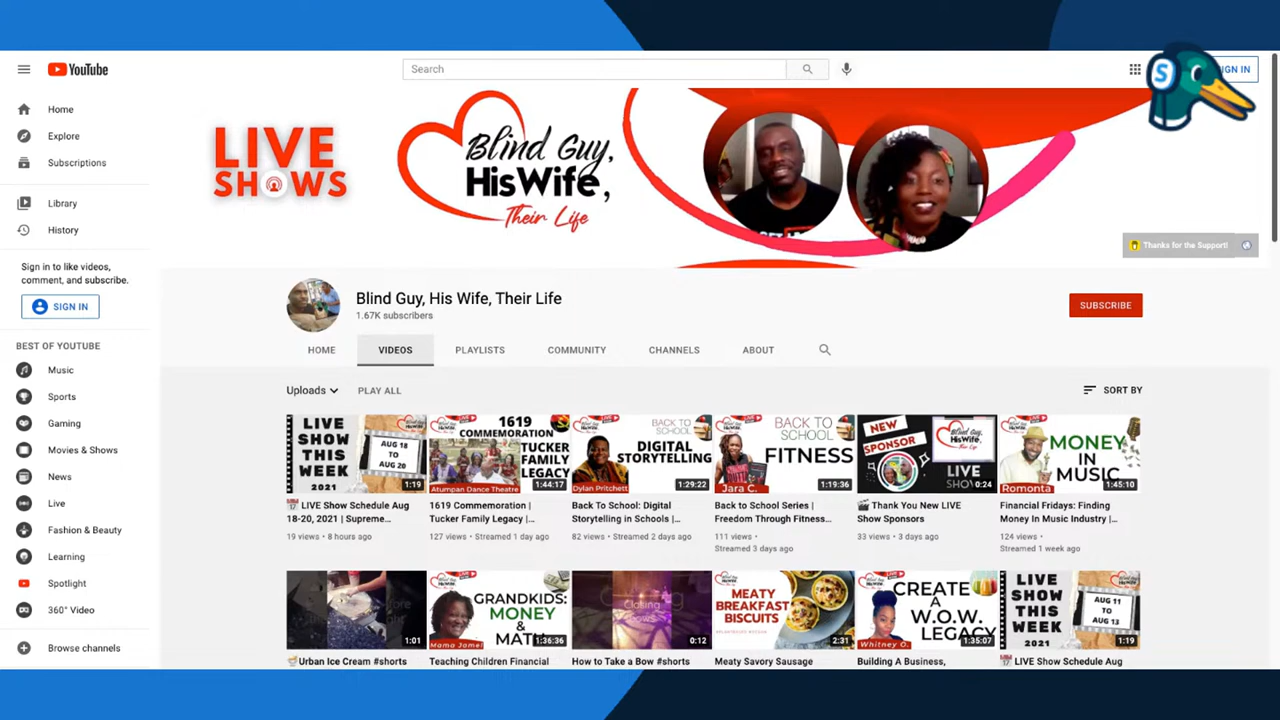 YouTube
Search
S
SIGN IN
Home
Explore
Subscriptions
Library
History
Sign in to like videos,
comment, and subscribe.
SIGN IN
BEST OF YOUTUBE
Music
Sports
Gaming
Movies & Shows
News
Live
Fashion & Beauty
Learning
Spotlight
360° Video
Browse channels
LIVE
SHOWS
Blind Guy,
His Wife,
Their Life
Thanks for the Support!
Blind Guy, His Wife, Their Life
1.67K subscribers
SUBSCRIBE
HOME
VIDEOS
PLAYLISTS
COMMUNITY
CHANNELS
ABOUT
Uploads
PLAY ALL
SORT BY
LIVE
SHOW
THIS
WEEK
2021
AUG 18
TO
AUG 20
1:19
LIVE Show Schedule Aug
18-20, 2021 | Supreme...
19 views • 8 hours ago
1619
COMMEMORATION
TUCKER
FAMILY
LEGACY
Atumpan Dance Theatre
1:44:17
1619 Commemoration |
Tucker Family Legacy |...
127 views • Streamed 1 day ago
BACK TO SCHOOL
DIGITAL
STORYTELLING
Dylan Pritchett
1:29:22
Back To School: Digital
Storytelling in Schools |...
82 views • Streamed 2 days ago
BACK TO
SCHOOL
FITNESS
Jara C.
1:19:36
Back to School Series |
Freedom Through Fitness...
111 views •
Streamed 3 days ago
NEW
SPONSOR
Blind Guy,
His Wife,
LIVE
SHOW
0:24
Thank You New LIVE
Show Sponsors
33 views • 3 days ago
MONEY
IN MUSIC
Romonta
1:45:10
Financial Fridays: Finding
Money In Music Industry |...
124 views •
Streamed 1 week ago
1:01
Urban Ice Cream #shorts
GRANDKIDS:
MONEY
&
MATH
Mama Jamel
1:36:36
Teaching Children Financial
Closing
0:12
How to Take a Bow #shorts
MEATY
BREAKFAST
BISCUITS
2:31
Meaty Savory Sausage
CREATE
A
W.O.W.
LEGACY
Whitney O.
1:35:07
Building A Business,
LIVE
SHOW
THIS
WEEK
2021
AUG 11
TO
AUG 13
1:19
LIVE Show Schedule Aug